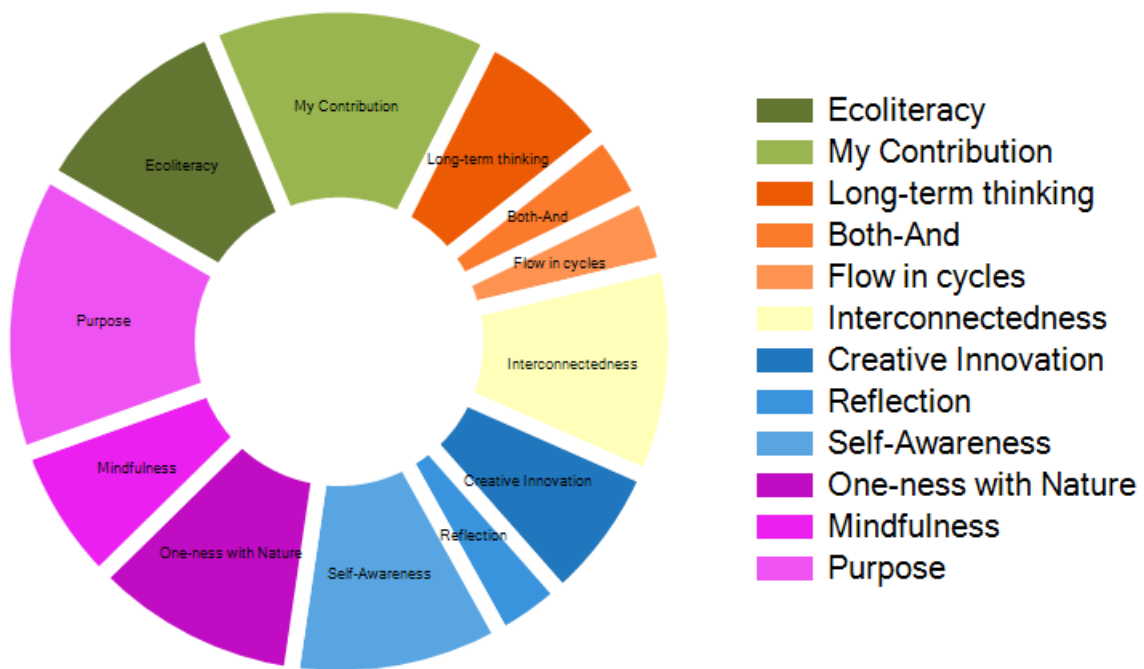 My Contribution
Long-term thinking
Ecoliteracy
Both-And
Flow in cycles
Purpose
Interconnectedness
Mindfulness
Creative Innovation
Reflection
One-ness with Nature
Self-Awareness
Ecoliteracy
My Contribution
Long-term thinking
Both-And
Flow in cycles
Interconnectedness
Creative Innovation
Reflection
Self-Awareness
One-ness with Nature
Mindfulness
Purpose